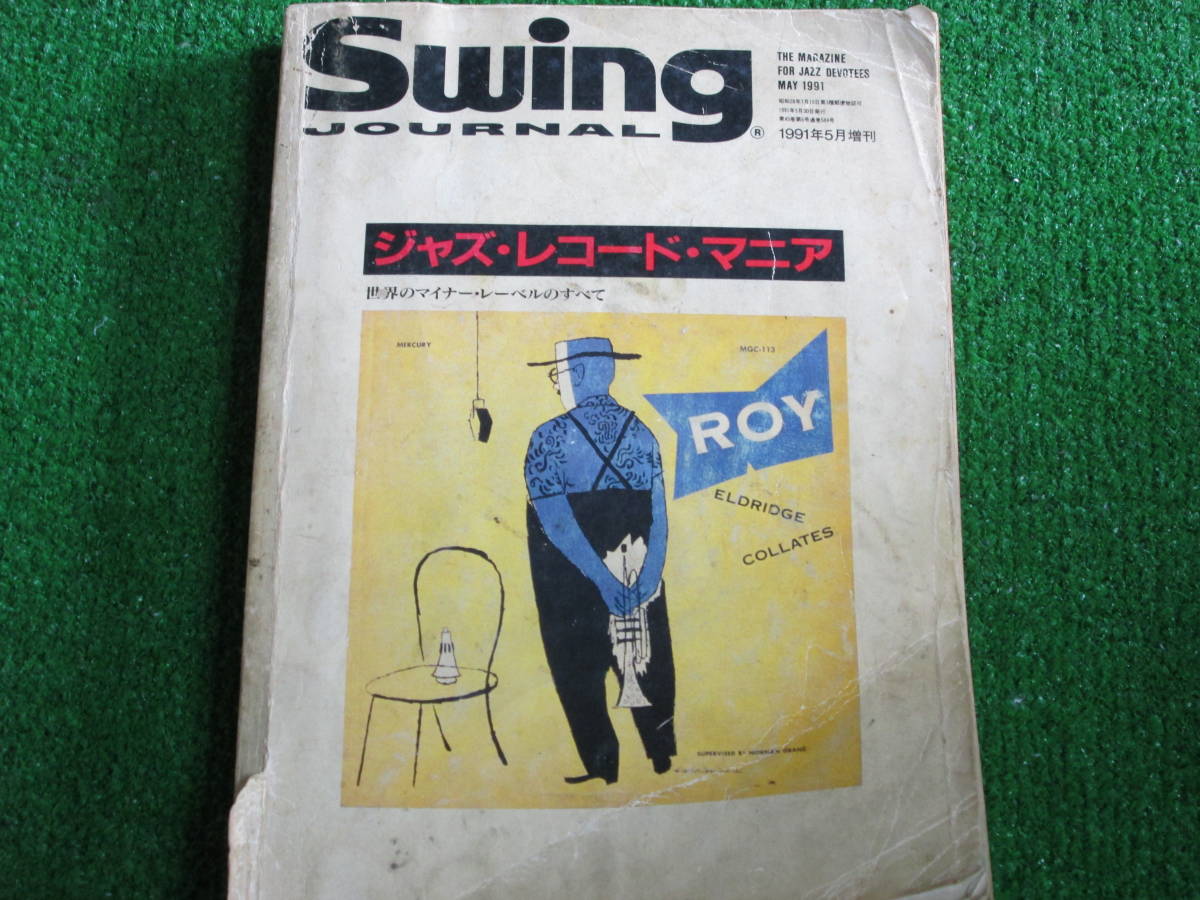 Swing
JOURNAL ®
THE MAGAZINE
FOR JAZZ DEVOTEES
MAY 1991
1991年5月増刊
ジャズ・レコード・マニア
世界のマイナー・レーベルのすべて
MERCURY
MGC-113
ROY
ELDRIDGE
COLLATES
SUPERVISED BY NORMAN GRANZ